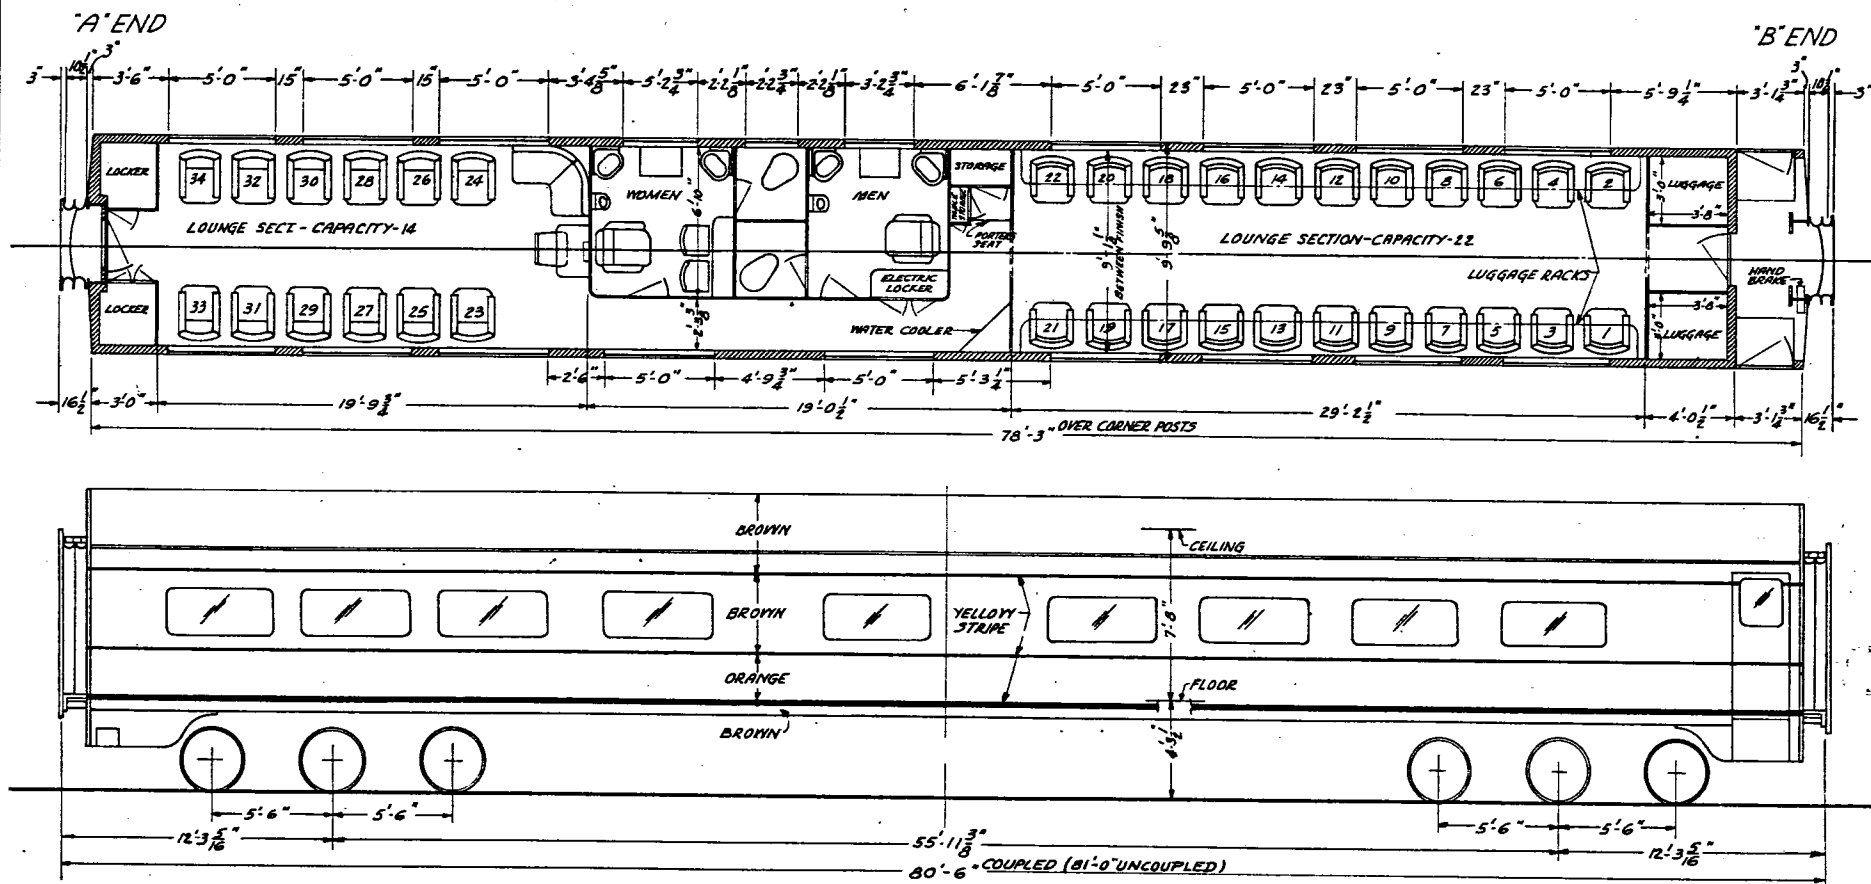 "A" END
"B" END
3" 10½" 3" 3'-6" 5'-0" 15" 5'-0" 15" 5'-0" 3'-4⅝" 5'-2¾" 2'-2⅛" 2'-2¾" 2'-2⅛" 3'-2¾" 6'-1⅞" 5'-0" 23" 5'-0" 23" 5'-0" 23" 5'-0" 5'-9¼" 3'-1¾" 3" 10½" 3"
LOCKER
34 32 30 28 26 24
WOMEN
6'-10"
MEN
STORAGE
PORTERS
SEAT
22 20 18 16 14 12 10 8 6 4 2
LUGGAGE
3'-0"
3'-8"
LOUNGE SECT - CAPACITY-14
9'-1½"
BETWEEN FINISH
9'-9⅝"
LOUNGE SECTION-CAPACITY-22
LUGGAGE RACKS
ELECTRIC
LOCKER
HAND
BRAKE
LOCKER
33 31 29 27 25 23
WATER COOLER
21 19 17 15 13 11 9 7 5 3 1
3'-8"
LUGGAGE
2'-6" 5'-0" 4'-9¾" 5'-0" 5'-3¼"
16½" 3'-0" 19'-9¾" 19'-0½" 29'-2½" 4'-0½" 3'-1¾" 16½"
78'-3" OVER CORNER POSTS
BROWN
CEILING
BROWN
YELLOW
STRIPE
7'-8"
ORANGE
FLOOR
BROWN
4'-3½"
5'-6" 5'-6" 5'-6" 5'-6"
12'-3 5/16" 55'-11⅜" 12'-3 5/16"
80'-6" COUPLED (81'-0" UNCOUPLED)